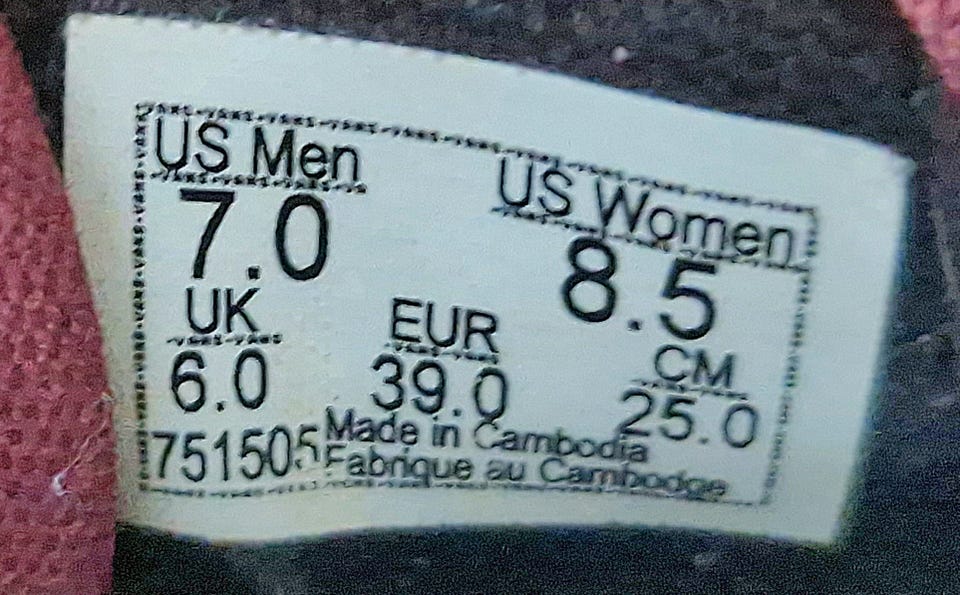 US Men
US Women
7.0
8.5
UK
EUR
CM
6.0
39.0
25.0
751505
Made in Cambodia
Fabrique au Cambodge